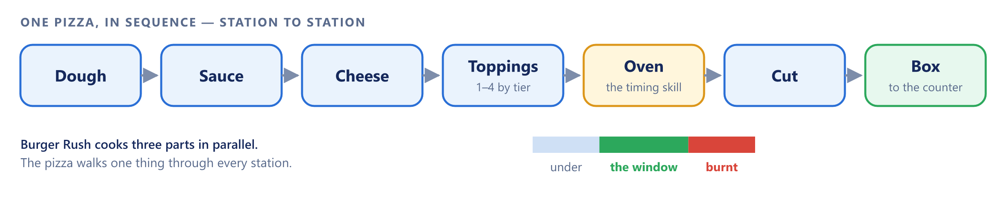 ONE PIZZA, IN SEQUENCE — STATION TO STATION
Dough
Sauce
Cheese
Toppings
1–4 by tier
Oven
the timing skill
Cut
Box
to the counter
Burger Rush cooks three parts in parallel.
The pizza walks one thing through every station.
under
the window
burnt